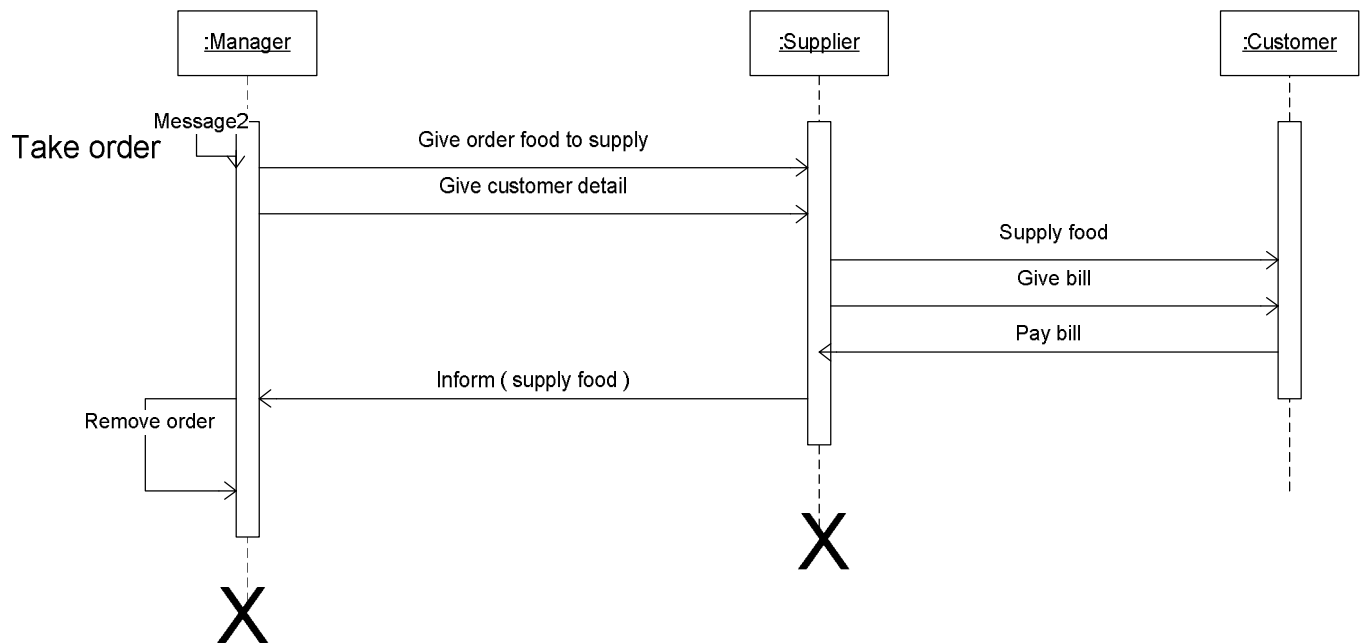 :Manager
:Supplier
:Customer
Message2
Take order
Give order food to supply
Give customer detail
Supply food
Give bill
Pay bill
Inform ( supply food )
Remove order
X
X